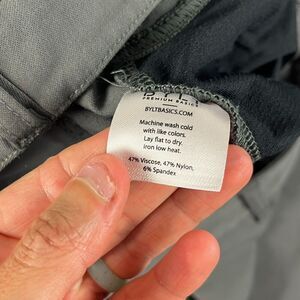 BYLT
PREMIUM BASICS
BYLTBASICS.COM
Machine wash cold
with like colors.
Lay flat to dry.
iron low heat.
47% Viscose, 47% Nylon,
6% Spandex